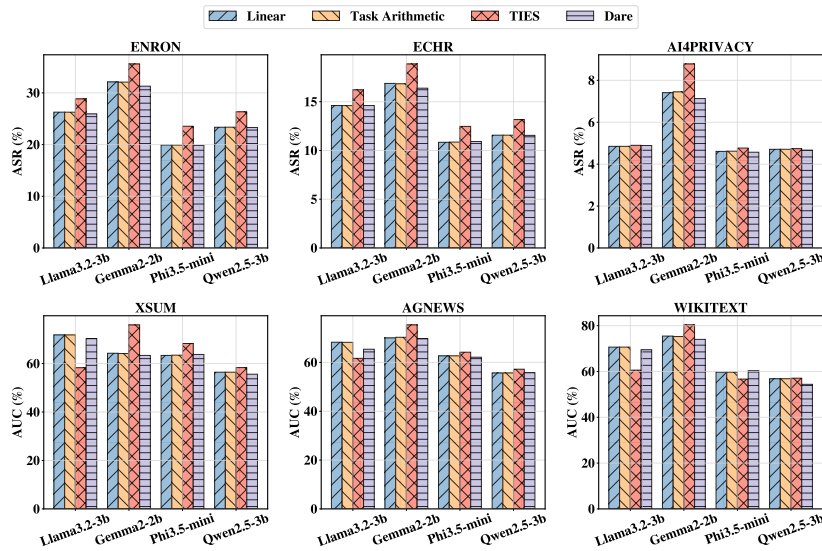 Linear Task Arithmetic TIES Dare
ENRON
ASR (%)
30
20
10
0
Llama3.2-3b Gemma2-2b Phi3.5-mini Qwen2.5-3b
ECHR
ASR (%)
15
10
5
0
Llama3.2-3b Gemma2-2b Phi3.5-mini Qwen2.5-3b
AI4PRIVACY
ASR (%)
8
6
4
2
0
Llama3.2-3b Gemma2-2b Phi3.5-mini Qwen2.5-3b
XSUM
AUC (%)
60
40
20
0
Llama3.2-3b Gemma2-2b Phi3.5-mini Qwen2.5-3b
AGNEWS
AUC (%)
60
40
20
0
Llama3.2-3b Gemma2-2b Phi3.5-mini Qwen2.5-3b
WIKITEXT
AUC (%)
80
60
40
20
0
Llama3.2-3b Gemma2-2b Phi3.5-mini Qwen2.5-3b